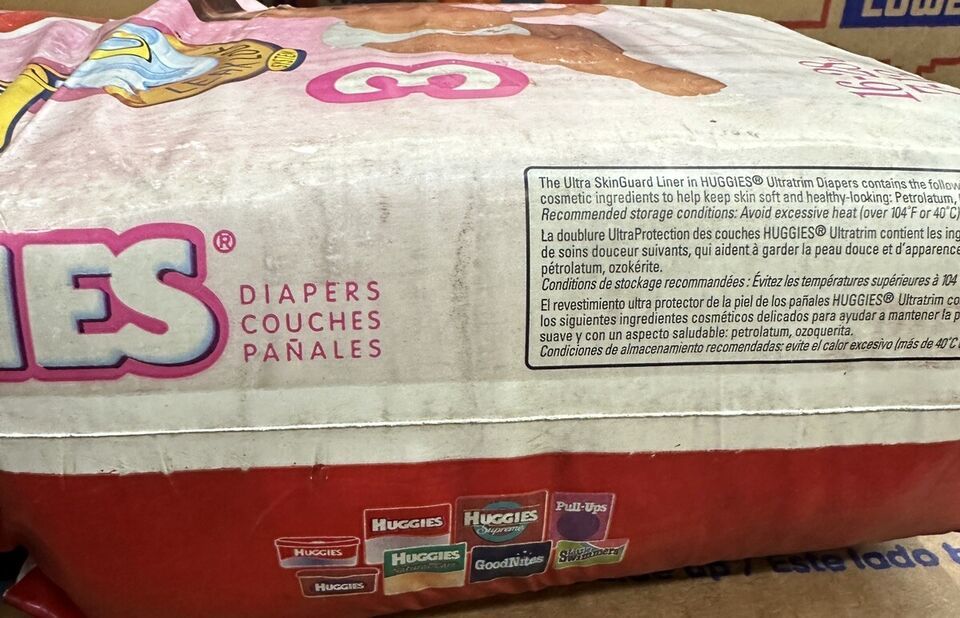 3
16-28
IES®
DIAPERS
COUCHES
PAÑALES
The Ultra SkinGuard Liner in HUGGIES® Ultratrim Diapers contains the follow
cosmetic ingredients to help keep skin soft and healthy-looking: Petrolatum,
Recommended storage conditions: Avoid excessive heat (over 104°F or 40°C)
La doublure UltraProtection des couches HUGGIES® Ultratrim contient les ing
de soins douceur suivants, qui aident à garder la peau douce et d'apparence
pétrolatum, ozokérite.
Conditions de stockage recommandées : Évitez les températures supérieures à 104
El revestimiento ultra protector de la piel de los pañales HUGGIES® Ultratrim co
los siguientes ingredientes cosméticos delicados para ayudar a mantener la p
suave y con un aspecto saludable: petrolatum, ozoquerita.
Condiciones de almacenamiento recomendadas: evite el calor excesivo (más de 40°C
HUGGIES
HUGGIES
Supreme
Pull-Ups
HUGGIES
HUGGIES
Natural Care
GoodNites
Swimmers
HUGGIES
up / Este lado